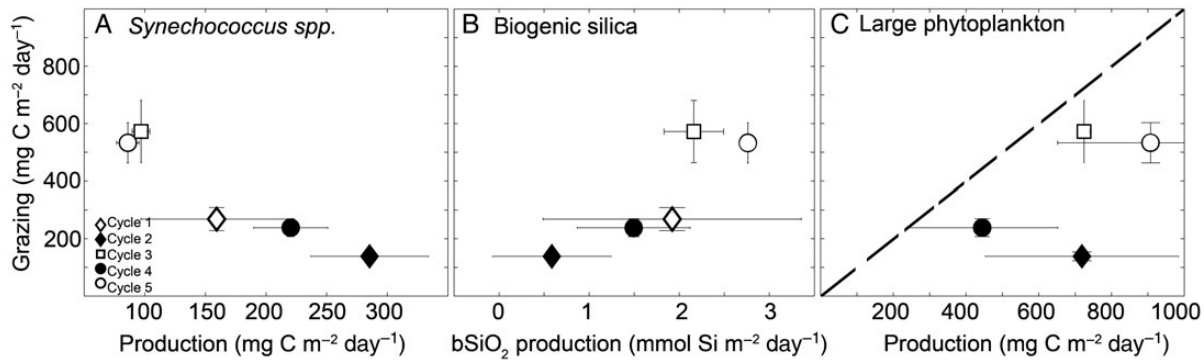 A Synechococcus spp.
B Biogenic silica
C Large phytoplankton
Grazing (mg C m⁻² day⁻¹)
800
600
400
200
Cycle 1
Cycle 2
Cycle 3
Cycle 4
Cycle 5
100 150 200 250 300
0 1 2 3
0 200 400 600 800 1000
Production (mg C m⁻² day⁻¹)
bSiO₂ production (mmol Si m⁻² day⁻¹)
Production (mg C m⁻² day⁻¹)